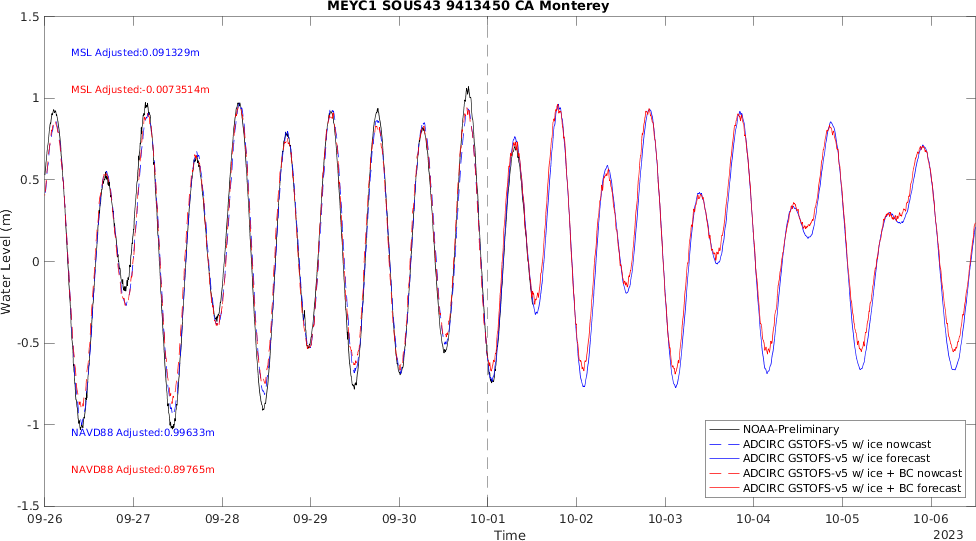 MEYC1 SOUS43 9413450 CA Monterey
1.5
1
0.5
0
-0.5
-1
-1.5
Water Level (m)
MSL Adjusted:0.091329m
MSL Adjusted:-0.0073514m
NAVD88 Adjusted:0.99633m
NAVD88 Adjusted:0.89765m
NOAA-Preliminary
ADCIRC GSTOFS-v5 w/ ice nowcast
ADCIRC GSTOFS-v5 w/ ice forecast
ADCIRC GSTOFS-v5 w/ ice + BC nowcast
ADCIRC GSTOFS-v5 w/ ice + BC forecast
09-26 09-27 09-28 09-29 09-30 10-01 10-02 10-03 10-04 10-05 10-06
Time
2023